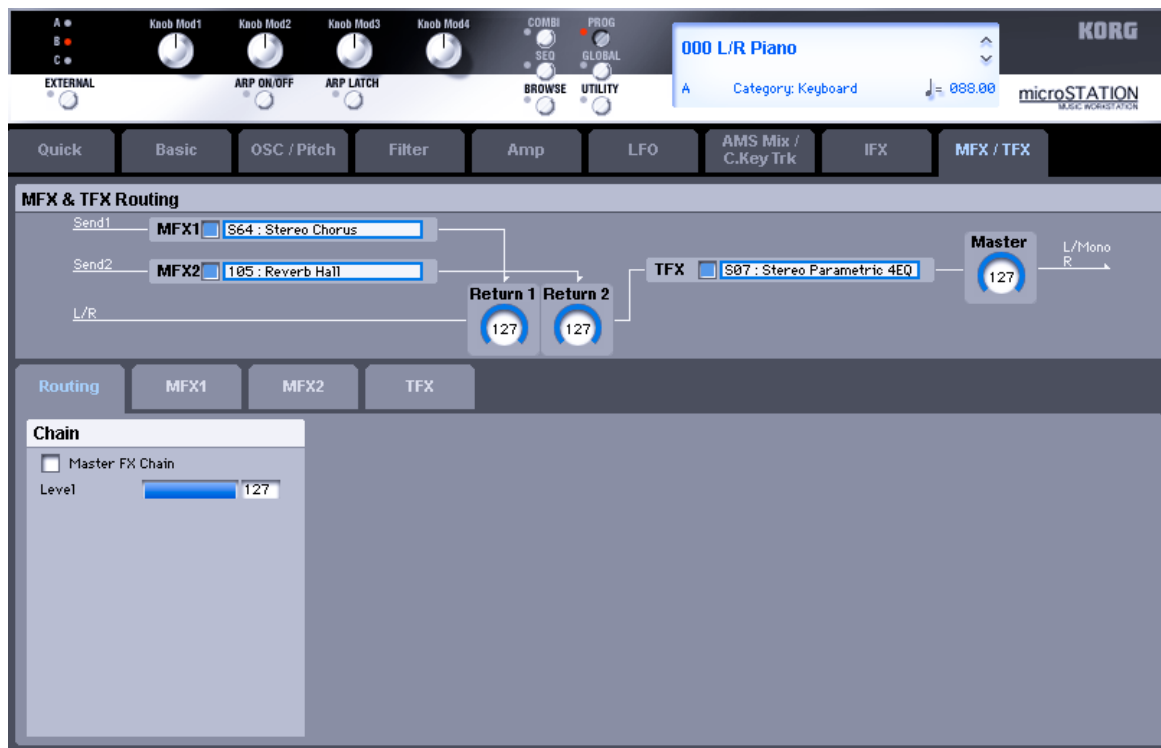 A
B
C
Knob Mod1 Knob Mod2 Knob Mod3 Knob Mod4
COMBI PROG
SEQ GLOBAL
EXTERNAL ARP ON/OFF ARP LATCH BROWSE UTILITY
000 L/R Piano
A Category: Keyboard ♩= 088.00
KORG
microSTATION
MUSIC WORKSTATION
Quick Basic OSC / Pitch Filter Amp LFO AMS Mix / C.Key Trk IFX MFX / TFX
MFX & TFX Routing
Send1 MFX1 S64 : Stereo Chorus
Send2 MFX2 105 : Reverb Hall
L/R
Return 1 Return 2
127 127
TFX S07 : Stereo Parametric 4EQ
Master
127
L/Mono
R
Routing MFX1 MFX2 TFX
Chain
Master FX Chain
Level 127